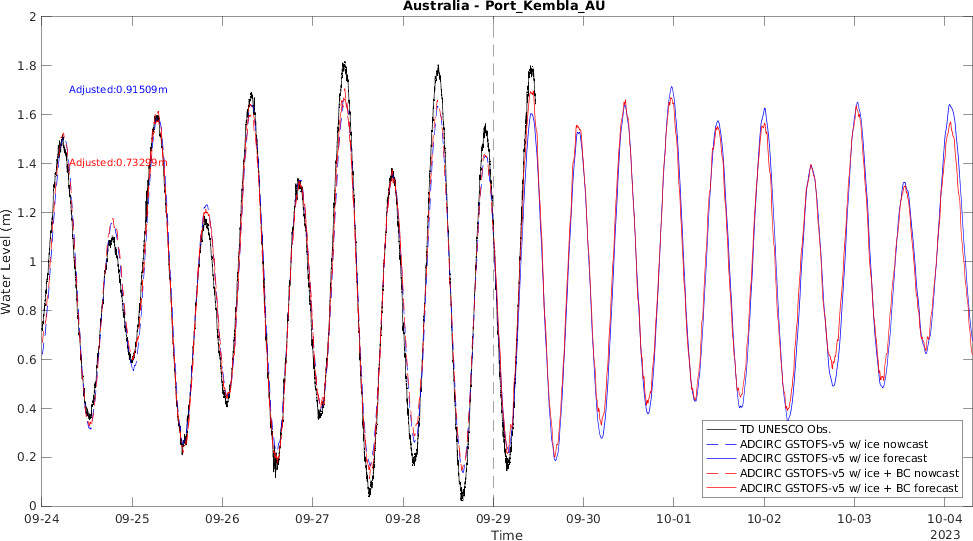 Australia - Port_Kembla_AU
2
1.8
1.6
1.4
1.2
1
0.8
0.6
0.4
0.2
0
Water Level (m)
Adjusted:0.91509m
Adjusted:0.73299m
TD UNESCO Obs.
ADCIRC GSTOFS-v5 w/ ice nowcast
ADCIRC GSTOFS-v5 w/ ice forecast
ADCIRC GSTOFS-v5 w/ ice + BC nowcast
ADCIRC GSTOFS-v5 w/ ice + BC forecast
09-24 09-25 09-26 09-27 09-28 09-29 09-30 10-01 10-02 10-03 10-04
Time
2023